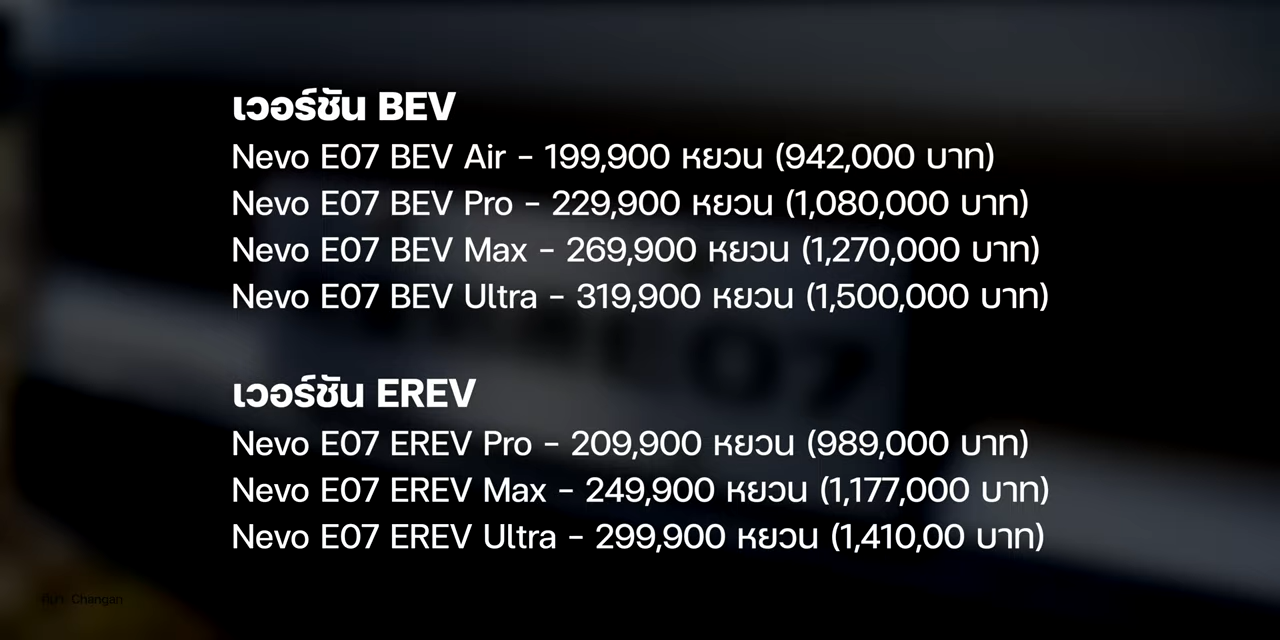 เวอร์ชัน BEV
Nevo E07 BEV Air - 199,900 หยวน (942,000 บาท)
Nevo E07 BEV Pro - 229,900 หยวน (1,080,000 บาท)
Nevo E07 BEV Max - 269,900 หยวน (1,270,000 บาท)
Nevo E07 BEV Ultra - 319,900 หยวน (1,500,000 บาท)
เวอร์ชัน EREV
Nevo E07 EREV Pro - 209,900 หยวน (989,000 บาท)
Nevo E07 EREV Max - 249,900 หยวน (1,177,000 บาท)
Nevo E07 EREV Ultra - 299,900 หยวน (1,410,00 บาท)
ที่มา: Changan